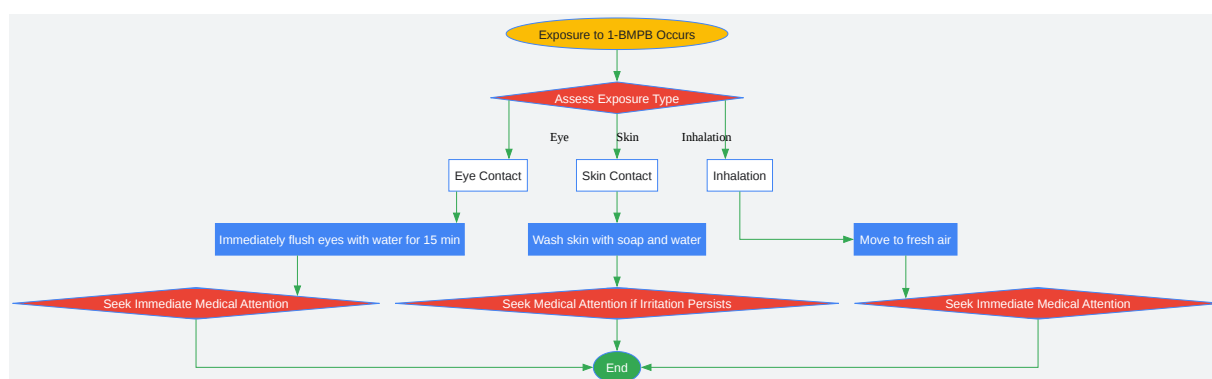 Exposure to 1-BMPB Occurs
Assess Exposure Type
Eye
Skin
Inhalation
Eye Contact
Skin Contact
Inhalation
Immediately flush eyes with water for 15 min
Wash skin with soap and water
Move to fresh air
Seek Immediate Medical Attention
Seek Medical Attention if Irritation Persists
Seek Immediate Medical Attention
End